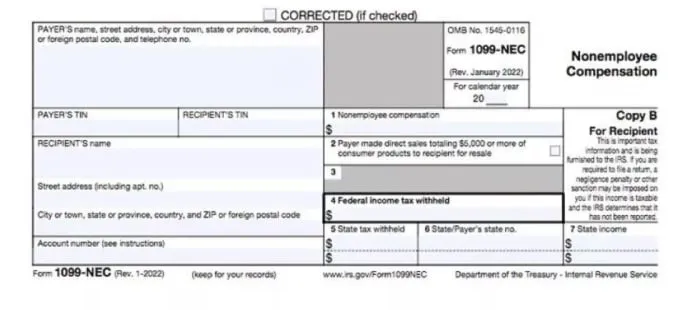 CORRECTED (if checked)
PAYER'S name, street address, city or town, state or province, country, ZIP
or foreign postal code, and telephone no.
OMB No. 1545-0116
Form 1099-NEC
(Rev. January 2022)
For calendar year
20
Nonemployee
Compensation
PAYER'S TIN
RECIPIENT'S TIN
1 Nonemployee compensation
$
Copy B
For Recipient
This is important tax
information and is being
furnished to the IRS. If you are
required to file a return, a
negligence penalty or other
sanction may be imposed on
you if this income is taxable
and the IRS determines that it
has not been reported.
RECIPIENT'S name
2 Payer made direct sales totaling $5,000 or more of
consumer products to recipient for resale
3
Street address (including apt. no.)
4 Federal income tax withheld
$
City or town, state or province, country, and ZIP or foreign postal code
5 State tax withheld
6 State/Payer's state no.
7 State income
Account number (see instructions)
$
$
$
$
Form 1099-NEC (Rev. 1-2022)
(keep for your records)
www.irs.gov/Form1099NEC
Department of the Treasury - Internal Revenue Service